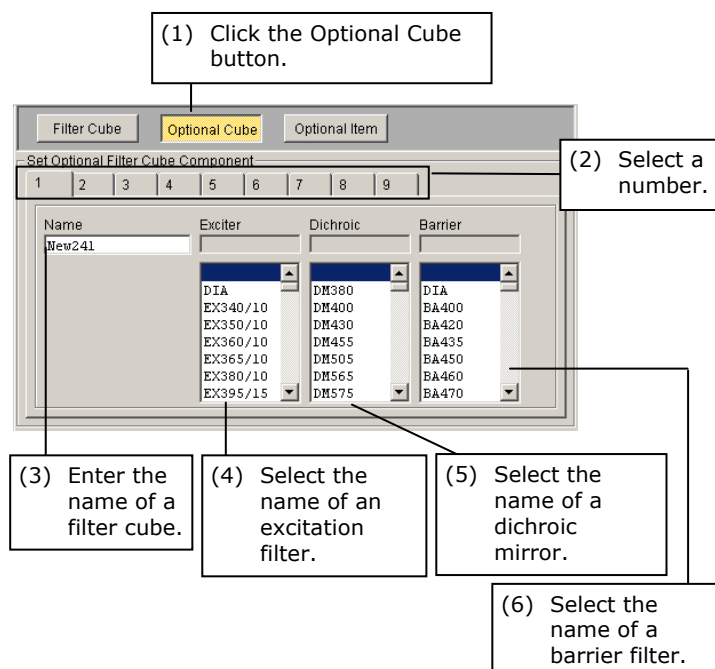 (1) Click the Optional Cube
button.
Filter Cube Optional Cube Optional Item
Set Optional Filter Cube Component
1 2 3 4 5 6 7 8 9
(2) Select a
number.
Name Exciter Dichroic Barrier
New241
DIA DM380 DIA
EX340/10 DM400 BA400
EX350/10 DM430 BA420
EX360/10 DM455 BA435
EX365/10 DM505 BA450
EX380/10 DM565 BA460
EX395/15 DM575 BA470
(3) Enter the
name of a
filter cube.
(4) Select the
name of an
excitation
filter.
(5) Select the
name of a
dichroic
mirror.
(6) Select the
name of a
barrier filter.